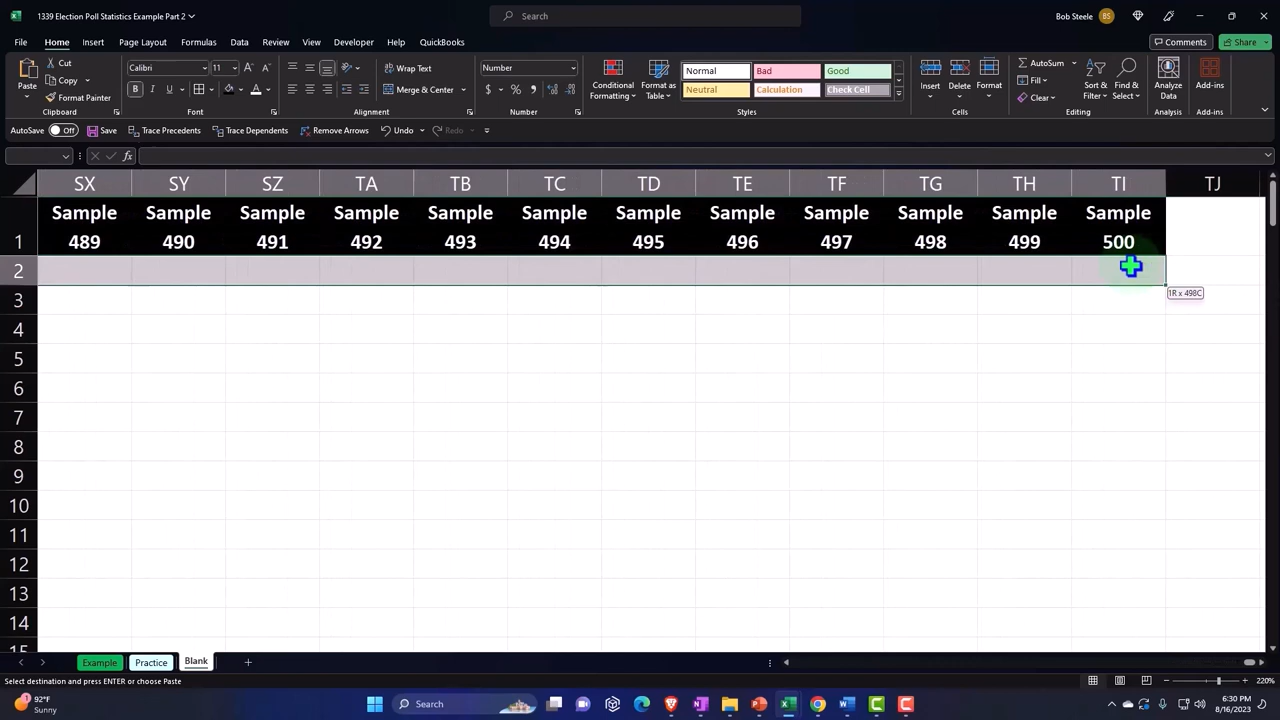 1339 Election Poll Statistics Example Part 2
Search
Bob Steele
BS
File
Home
Insert
Page Layout
Formulas
Data
Review
View
Developer
Help
QuickBooks
Comments
Share
Paste
Cut
Copy
Format Painter
Clipboard
Calibri
11
B
I
U
Font
Wrap Text
Merge & Center
Alignment
Number
$
%
Number
Conditional Formatting
Format as Table
Normal
Bad
Good
Neutral
Calculation
Check Cell
Styles
Insert
Delete
Format
Cells
AutoSum
Fill
Clear
Sort & Filter
Find & Select
Editing
Analyze Data
Analysis
Add-ins
Add-ins
AutoSave
Off
Save
Trace Precedents
Trace Dependents
Remove Arrows
Undo
Redo
fx
SX SY SZ TA TB TC TD TE TF TG TH TI TJ
Sample Sample Sample Sample Sample Sample Sample Sample Sample Sample Sample Sample
1 489 490 491 492 493 494 495 496 497 498 499 500
2
1R x 498C
3
4
5
6
7
8
9
10
11
12
13
14
15
Example
Practice
Blank
Select destination and press ENTER or choose Paste
220%
1
92°F
Sunny
Search
6:30 PM
8/16/2023